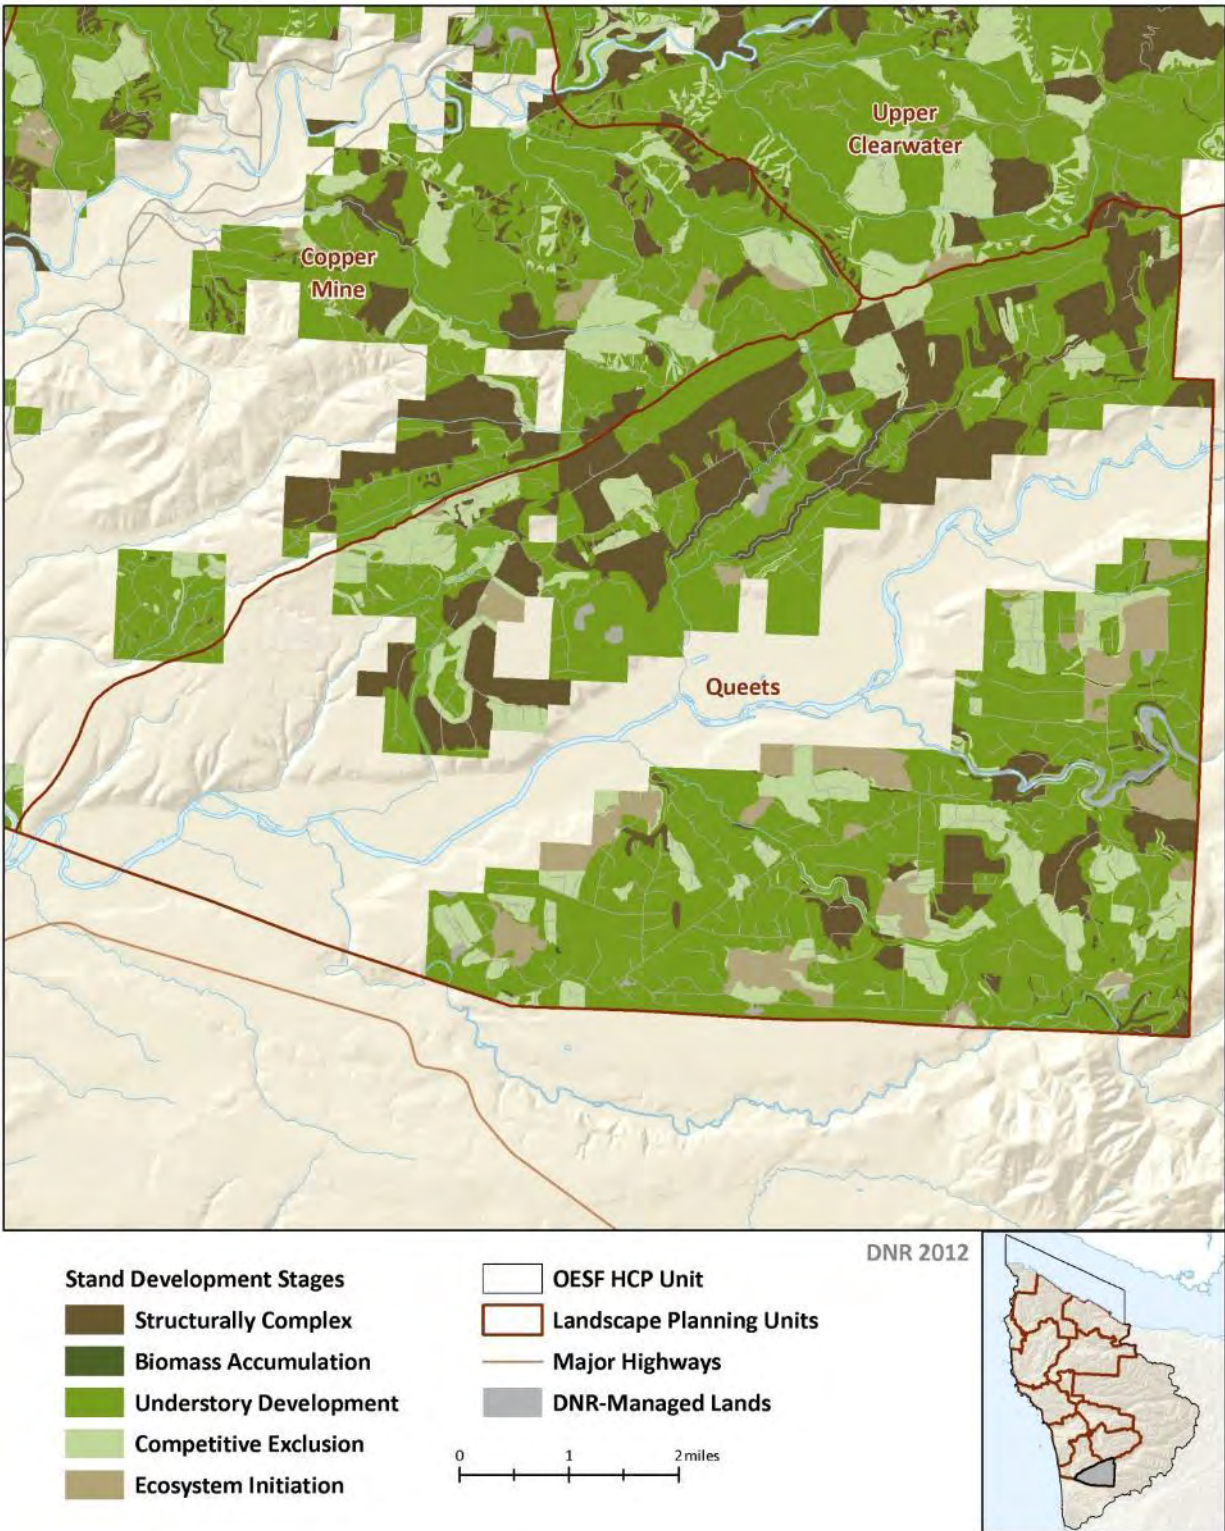 Upper
Clearwater
Copper
Mine
Queets
DNR 2012
Stand Development Stages
Structurally Complex
Biomass Accumulation
Understory Development
Competitive Exclusion
Ecosystem Initiation
OESF HCP Unit
Landscape Planning Units
Major Highways
DNR-Managed Lands
0 1 2 miles